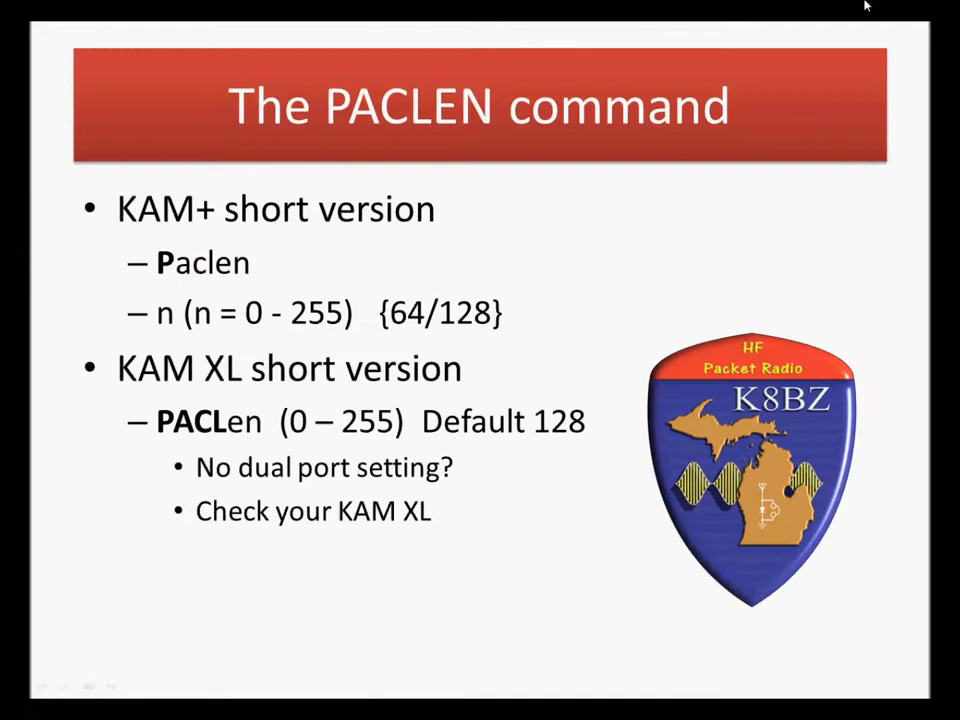 The PACLEN command
• KAM+ short version
– Paclen
– n (n = 0 - 255) {64/128}
• KAM XL short version
– PACLen (0 – 255) Default 128
• No dual port setting?
• Check your KAM XL
HF
Packet Radio
K8BZ